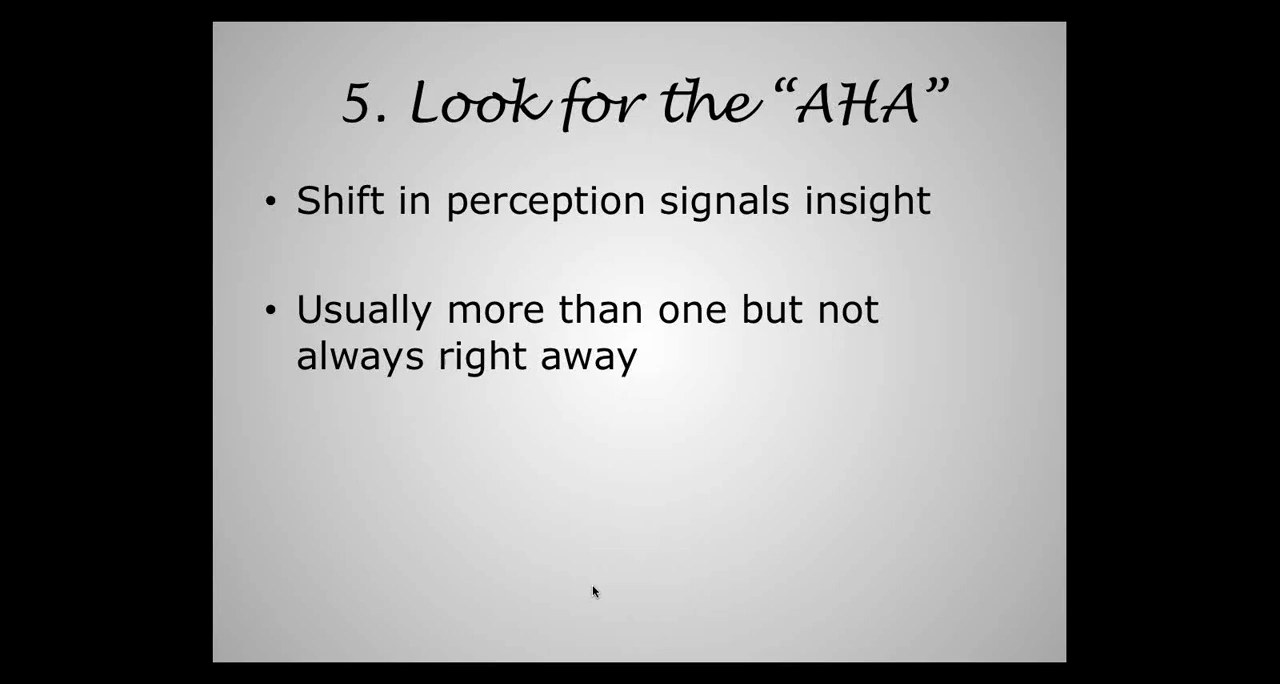 5. Look for the “AHA”
• Shift in perception signals insight
• Usually more than one but not
always right away